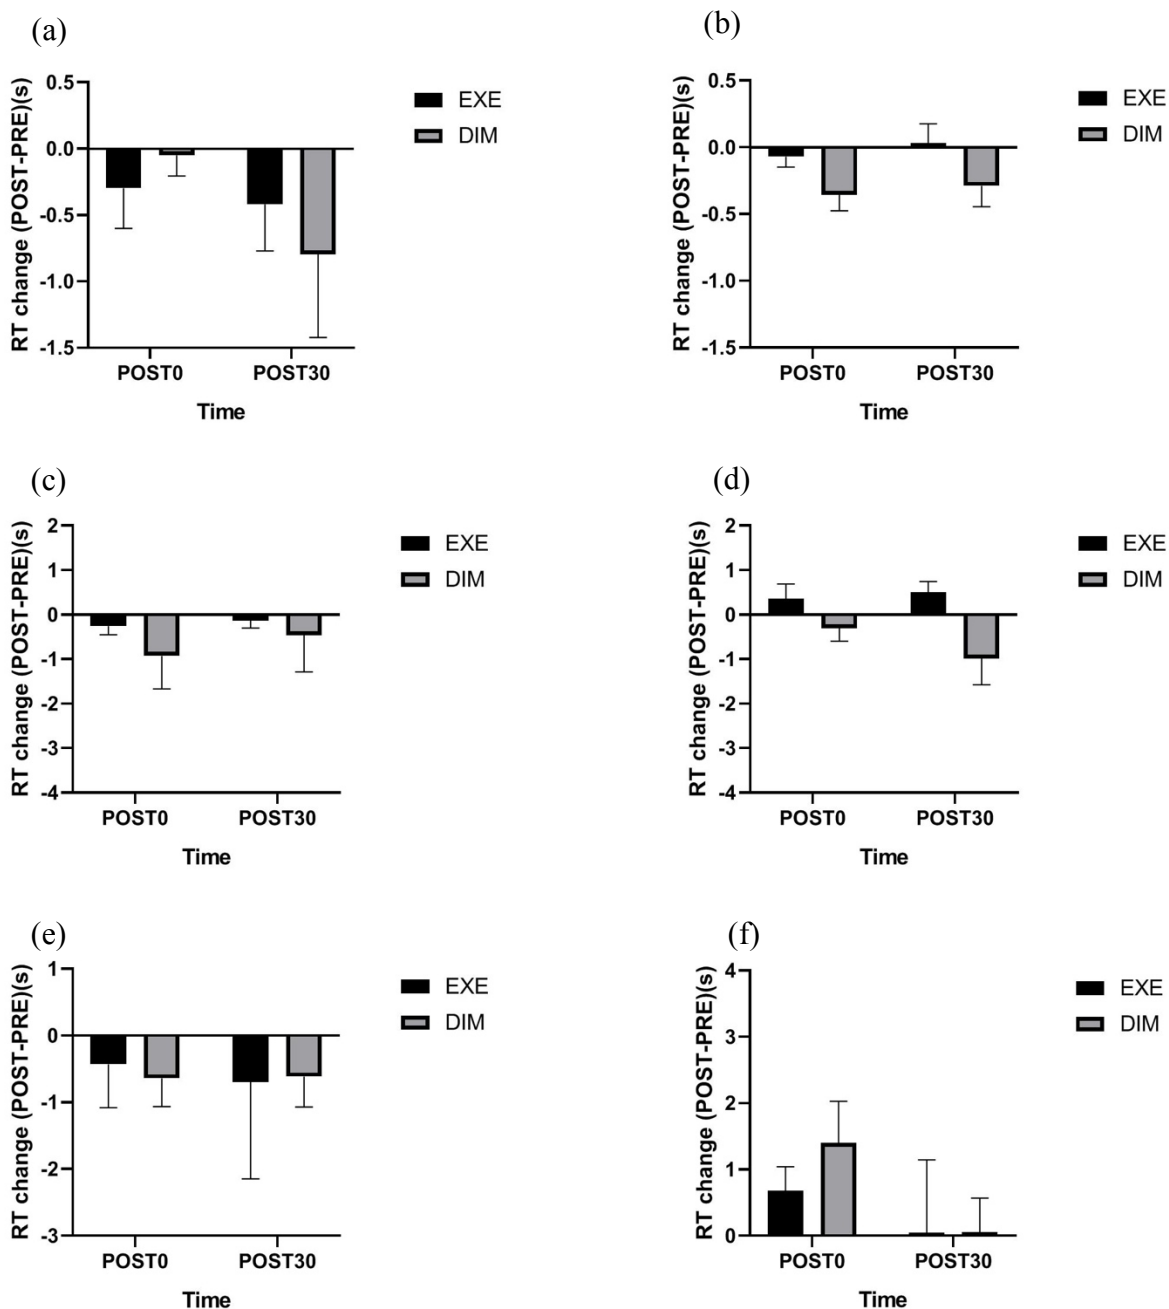 (a)
RT change (POST-PRE)(s)
0.5
0.0
-0.5
-1.0
-1.5
POST0 POST30
Time
EXE
DIM
(b)
RT change (POST-PRE)(s)
0.5
0.0
-0.5
-1.0
-1.5
POST0 POST30
Time
EXE
DIM
(c)
RT change (POST-PRE)(s)
2
1
0
-1
-2
-3
-4
POST0 POST30
Time
EXE
DIM
(d)
RT change (POST-PRE)(s)
2
1
0
-1
-2
-3
-4
POST0 POST30
Time
EXE
DIM
(e)
RT change (POST-PRE)(s)
1
0
-1
-2
-3
POST0 POST30
Time
EXE
DIM
(f)
RT change (POST-PRE)(s)
4
3
2
1
0
POST0 POST30
Time
EXE
DIM